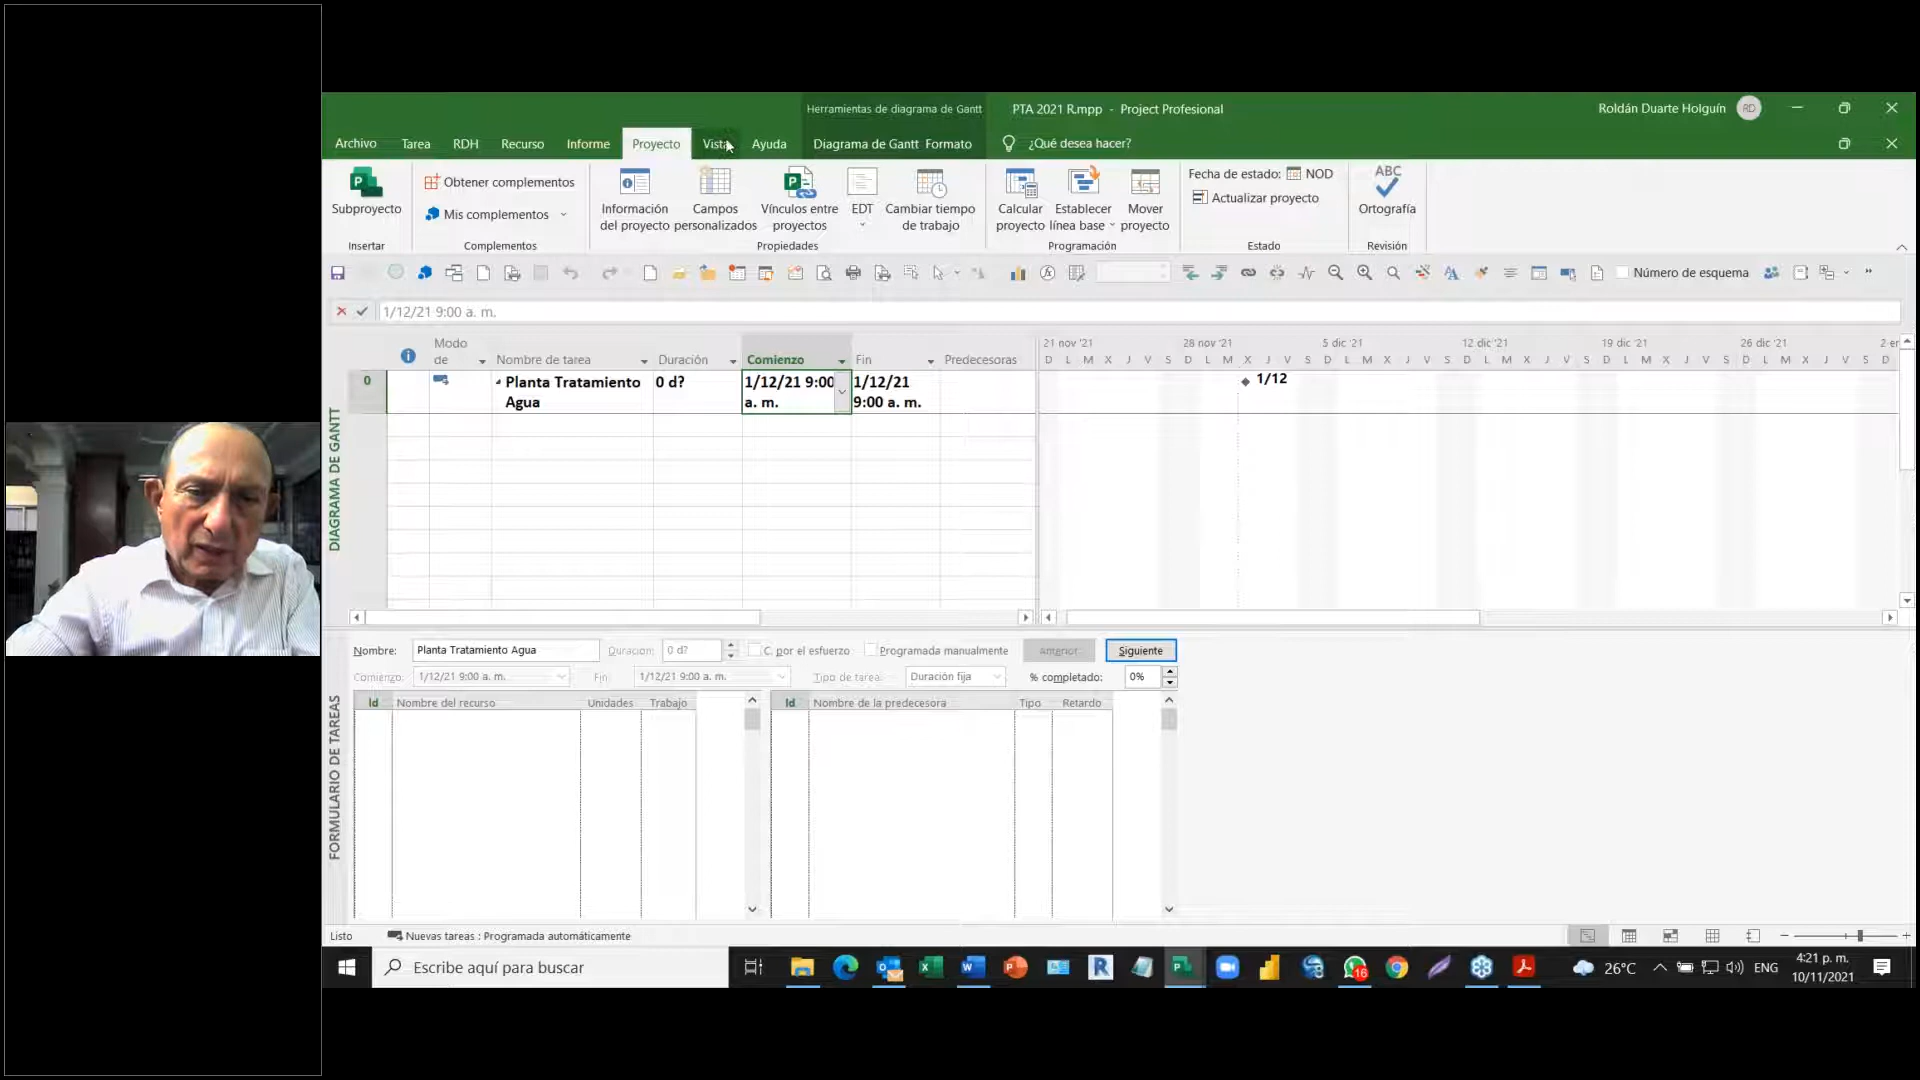 Herramientas de diagrama de Gantt
PTA 2021 R.mpp - Project Profesional
Roldán Duarte Holguín RD
Archivo Tarea RDH Recurso Informe Proyecto Vista Ayuda Diagrama de Gantt Formato ¿Qué desea hacer?
Subproyecto
Insertar
Obtener complementos
Mis complementos
Complementos
Información del proyecto
Campos personalizados
Vínculos entre proyectos
EDT
Cambiar tiempo de trabajo
Propiedades
Calcular proyecto
Establecer línea base
Mover proyecto
Programación
Fecha de estado: NOD
Actualizar proyecto
Estado
ABC
Ortografía
Revisión
Número de esquema
1/12/21 9:00 a. m.
Modo de
Nombre de tarea
Duración
Comienzo
Fin
Predecesoras
21 nov '21 28 nov '21 5 dic '21 12 dic '21 19 dic '21 26 dic '21
D L M X J V S D L M X J V S D L M X J V S D L M X J V S D L M X J V S D L M X J V S D
0
Planta Tratamiento Agua
0 d?
1/12/21 9:00 a. m.
1/12/21 9:00 a. m.
1/12
DIAGRAMA DE GANTT
Nombre: Planta Tratamiento Agua Duración: 0 d? C. por el esfuerzo Programada manualmente Anterior Siguiente
Comienzo: 1/12/21 9:00 a. m. Fin: 1/12/21 9:00 a. m. Tipo de tarea: Duración fija % completado: 0%
Id Nombre del recurso Unidades Trabajo
Id Nombre de la predecesora Tipo Retardo
FORMULARIO DE TAREAS
Listo Nuevas tareas : Programada automáticamente
Escribe aquí para buscar
16
26°C
ENG
4:21 p. m.
10/11/2021